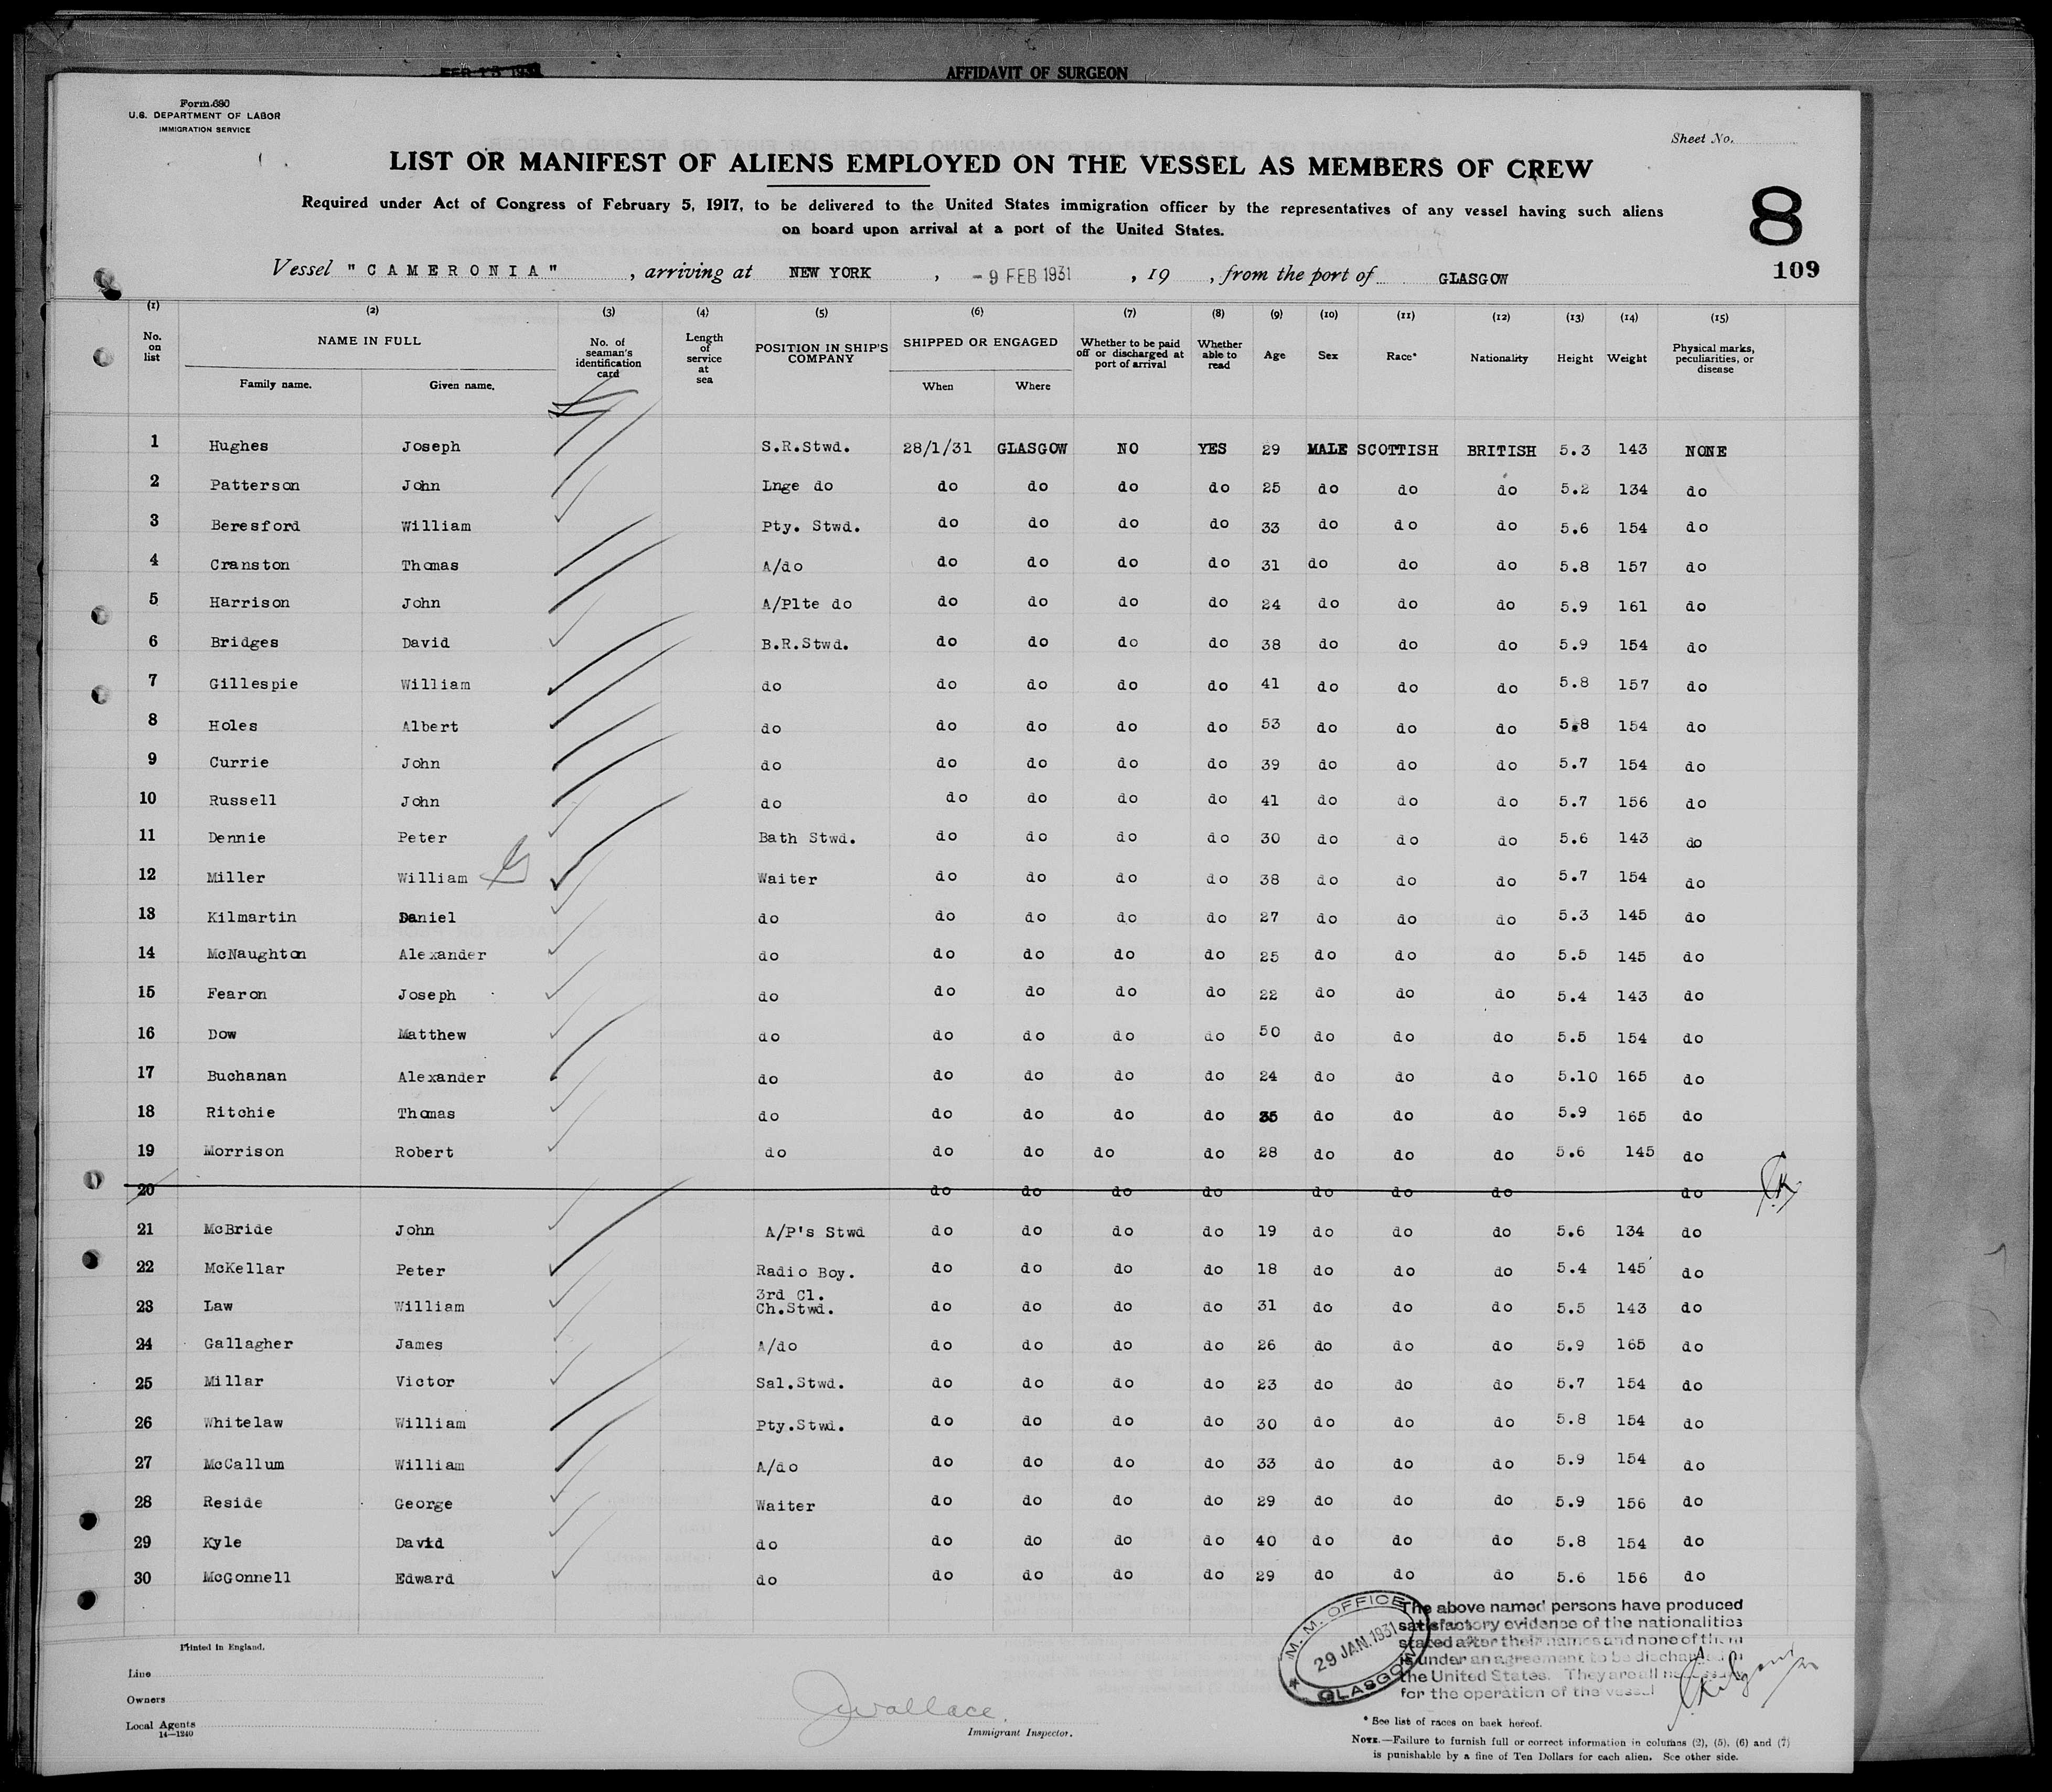 AFFIDAVIT OF SURGEON
Form 680
U.S. DEPARTMENT OF LABOR
IMMIGRATION SERVICE
Sheet No.
LIST OR MANIFEST OF ALIENS EMPLOYED ON THE VESSEL AS MEMBERS OF CREW
Required under Act of Congress of February 5, 1917, to be delivered to the United States immigration officer by the representatives of any vessel having such aliens
on board upon arrival at a port of the United States.
8
Vessel "CAMERONIA", arriving at NEW YORK, -9 FEB 1931, 19, from the port of GLASGOW
109
(1) (2) (3) (4) (5) (6) (7) (8) (9) (10) (11) (12) (13) (14) (15)
No. on list NAME IN FULL Family name. Given name. No. of seaman's identification card Length of service at sea POSITION IN SHIP'S COMPANY SHIPPED OR ENGAGED When Where Whether to be paid off or discharged at port of arrival Whether able to read Age Sex Race* Nationality Height Weight Physical marks, peculiarities, or disease
1 Hughes Joseph S.R.Stwd. 28/1/31 GLASGOW NO YES 29 MALE SCOTTISH BRITISH 5.3 143 NONE
2 Patterson John Lnge do do do do do 25 do do do 5.2 134 do
3 Beresford William Pty. Stwd. do do do do 33 do do do 5.6 154 do
4 Cranston Thomas A/do do do do do 31 do do do 5.8 157 do
5 Harrison John A/Plte do do do do do 24 do do do 5.9 161 do
6 Bridges David B.R.Stwd. do do do do 38 do do do 5.9 154 do
7 Gillespie William do do do do do 41 do do do 5.8 157 do
8 Holes Albert do do do do do 53 do do do 5.8 154 do
9 Currie John do do do do do 39 do do do 5.7 154 do
10 Russell John do do do do do 41 do do do 5.7 156 do
11 Dennie Peter Bath Stwd. do do do do 30 do do do 5.6 143 do
12 Miller William Waiter do do do do 38 do do do 5.7 154 do
13 Kilmartin Daniel do do do do do 27 do do do 5.3 145 do
14 McNaughton Alexander do do do do do 25 do do do 5.5 145 do
15 Fearon Joseph do do do do do 22 do do do 5.4 143 do
16 Dow Matthew do do do do do 50 do do do 5.5 154 do
17 Buchanan Alexander do do do do do 24 do do do 5.10 165 do
18 Ritchie Thomas do do do do do 35 do do do 5.9 165 do
19 Morrison Robert do do do do do 28 do do do 5.6 145 do
20 do do do do do do do do
21 McBride John A/P's Stwd do do do do 19 do do do 5.6 134 do
22 McKellar Peter Radio Boy. do do do do 18 do do do 5.4 145 do
23 Law William 3rd Cl. Ch.Stwd. do do do do 31 do do do 5.5 143 do
24 Gallagher James A/do do do do do 26 do do do 5.9 165 do
25 Millar Victor Sal.Stwd. do do do do 23 do do do 5.7 154 do
26 Whitelaw William Pty.Stwd. do do do do 30 do do do 5.8 154 do
27 McCallum William A/do do do do do 33 do do do 5.9 154 do
28 Reside George Waiter do do do do 29 do do do 5.9 156 do
29 Kyle David do do do do do 40 do do do 5.8 154 do
30 McGonnell Edward do do do do do 29 do do do 5.6 156 do
M. M. OFFICE
29 JAN. 1931
GLASGOW
The above named persons have produced
satisfactory evidence of the nationalities
stated after their names and none of them
is under an agreement to be discharged in
the United States. They are all necessary
for the operation of the vessel
Printed in England.
Line
Owners
Local Agents
14—1240
JWallace.
Immigrant Inspector.
* See list of races on back hereof.
NOTE.—Failure to furnish full or correct information in columns (2), (5), (6) and (7)
is punishable by a fine of Ten Dollars for each alien. See other side.